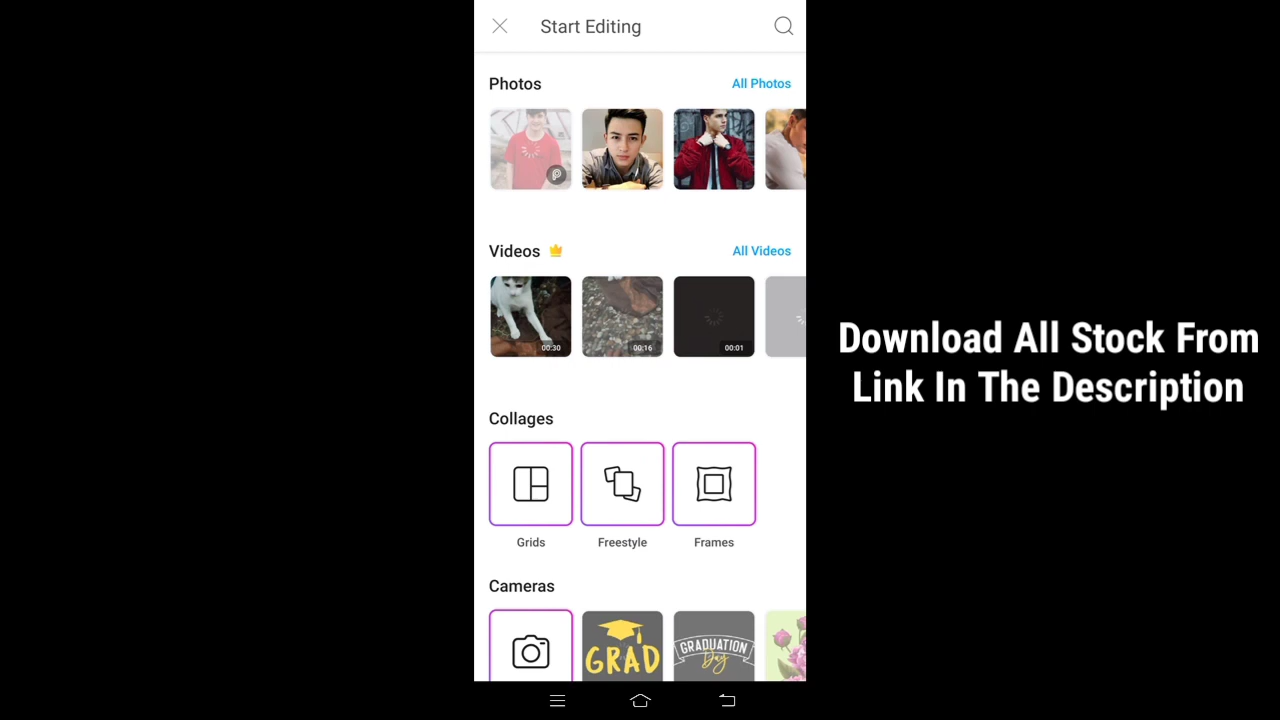 Start Editing
Photos
All Photos
Videos
All Videos
00:30
00:16
00:01
Collages
Grids
Freestyle
Frames
Cameras
GRAD
GRADUATION
Day
Download All Stock From
Link In The Description